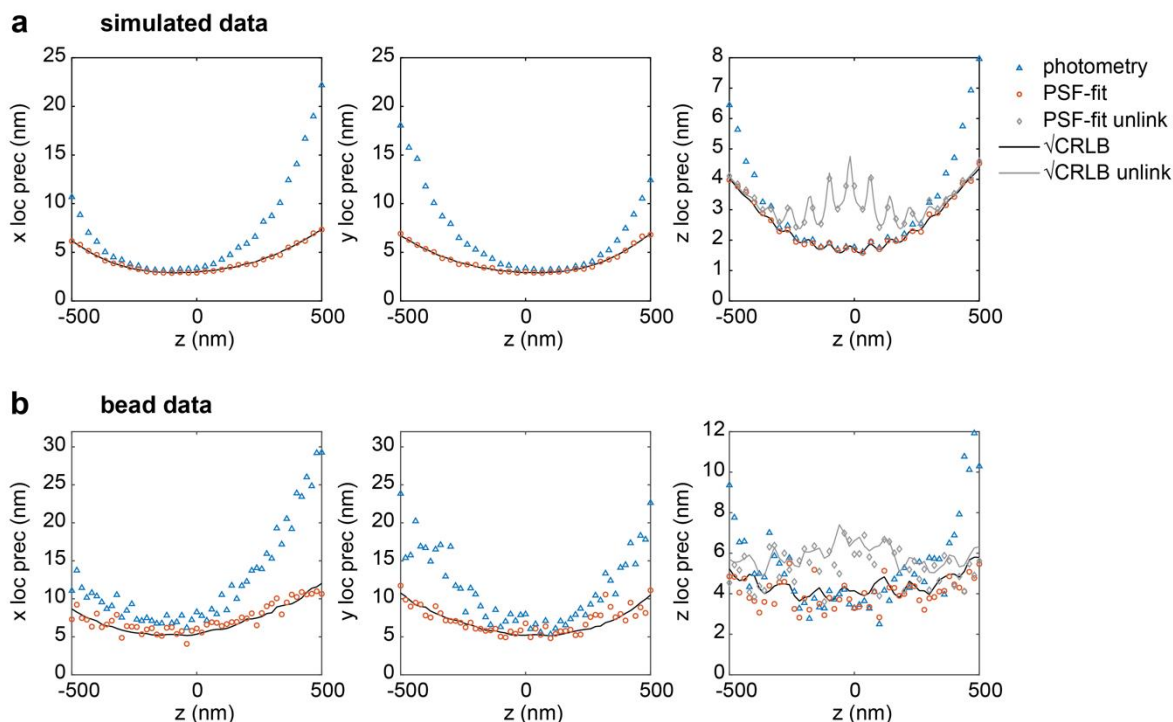 a simulated data
25
20
15
10
5
0
x loc prec (nm)
-500 0 500
z (nm)
25
20
15
10
5
0
y loc prec (nm)
-500 0 500
z (nm)
8
7
6
5
4
3
2
1
0
z loc prec (nm)
-500 0 500
z (nm)
photometry
PSF-fit
PSF-fit unlink
√CRLB
√CRLB unlink
b bead data
30
25
20
15
10
5
0
x loc prec (nm)
-500 0 500
z (nm)
30
25
20
15
10
5
0
y loc prec (nm)
-500 0 500
z (nm)
12
10
8
6
4
2
0
z loc prec (nm)
-500 0 500
z (nm)